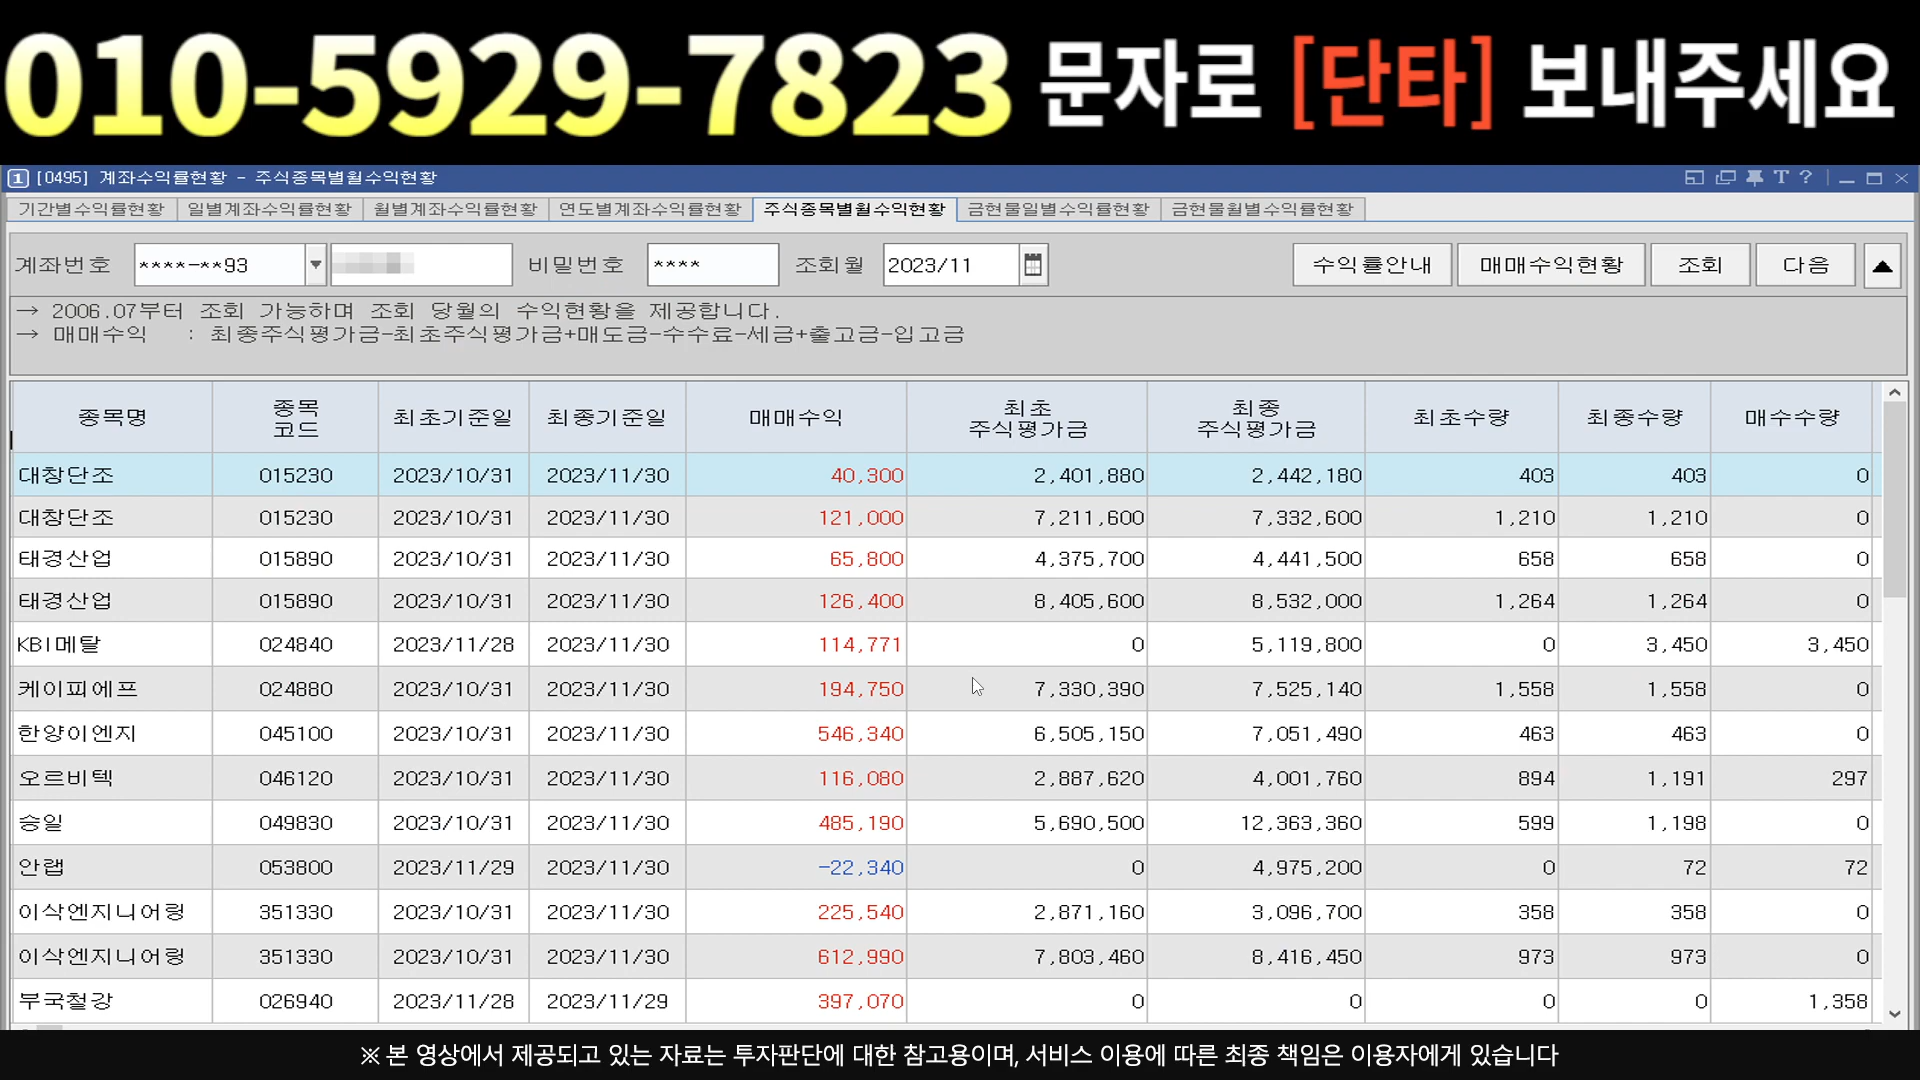 010-5929-7823 문자로 [단타] 보내주세요
1 [0495] 계좌수익률현황 - 주식종목별월수익현황
기간별수익률현황 일별계좌수익률현황 월별계좌수익률현황 연도별계좌수익률현황 주식종목별월수익현황 금현물일별수익률현황 금현물월별수익률현황
계좌번호 ****-**93 비밀번호 **** 조회월 2023/11 수익률안내 매매수익현황 조회 다음
→ 2006.07부터 조회 가능하며 조회 당월의 수익현황을 제공합니다.
→ 매매수익 : 최종주식평가금-최초주식평가금+매도금-수수료-세금+출고금-입고금
종목명 종목코드 최초기준일 최종기준일 매매수익 최초주식평가금 최종주식평가금 최초수량 최종수량 매수수량
대창단조 015230 2023/10/31 2023/11/30 40,300 2,401,880 2,442,180 403 403 0
대창단조 015230 2023/10/31 2023/11/30 121,000 7,211,600 7,332,600 1,210 1,210 0
태경산업 015890 2023/10/31 2023/11/30 65,800 4,375,700 4,441,500 658 658 0
태경산업 015890 2023/10/31 2023/11/30 126,400 8,405,600 8,532,000 1,264 1,264 0
KBI메탈 024840 2023/11/28 2023/11/30 114,771 0 5,119,800 0 3,450 3,450
케이피에프 024880 2023/10/31 2023/11/30 194,750 7,330,390 7,525,140 1,558 1,558 0
한양이엔지 045100 2023/10/31 2023/11/30 546,340 6,505,150 7,051,490 463 463 0
오르비텍 046120 2023/10/31 2023/11/30 116,080 2,887,620 4,001,760 894 1,191 297
승일 049830 2023/10/31 2023/11/30 485,190 5,690,500 12,363,360 599 1,198 0
안랩 053800 2023/11/29 2023/11/30 -22,340 0 4,975,200 0 72 72
이삭엔지니어링 351330 2023/10/31 2023/11/30 225,540 2,871,160 3,096,700 358 358 0
이삭엔지니어링 351330 2023/10/31 2023/11/30 612,990 7,803,460 8,416,450 973 973 0
부국철강 026940 2023/11/28 2023/11/29 397,070 0 0 0 0 1,358
※ 본 영상에서 제공되고 있는 자료는 투자판단에 대한 참고용이며, 서비스 이용에 따른 최종 책임은 이용자에게 있습니다